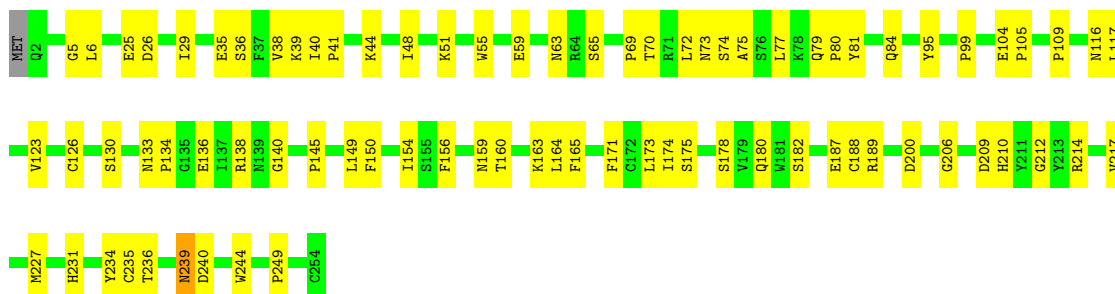 MET Q2 G5 L6 E25 D26 I29 E35 S36 F37 V38 K39 I40 P41 K44 I48 K51 W55 E59 N63 R64 S65 P69 T70 R71 L72 N73 S74 A75 S76 L77 K78 Q79 P80 Y81 Q84 Y95 P99 E104 P105 P109 N116 L117
V123 C126 S130 N133 P134 G135 E136 I137 R138 N139 G140 P145 L149 F150 I154 S155 F156 N159 T160 K163 L164 F165 F171 C172 L173 I174 S175 S178 V179 Q180 W181 S182 E187 C188 R189 D200 G206 D209 H210 Y211 G212 Y213 R214
M227 H231 Y234 C235 T236 N239 D240 W244 P249 C254